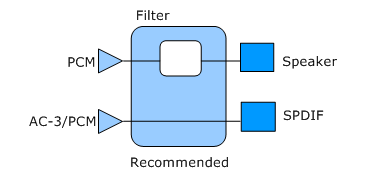 Filter
PCM
Speaker
AC-3/PCM
SPDIF
Recommended